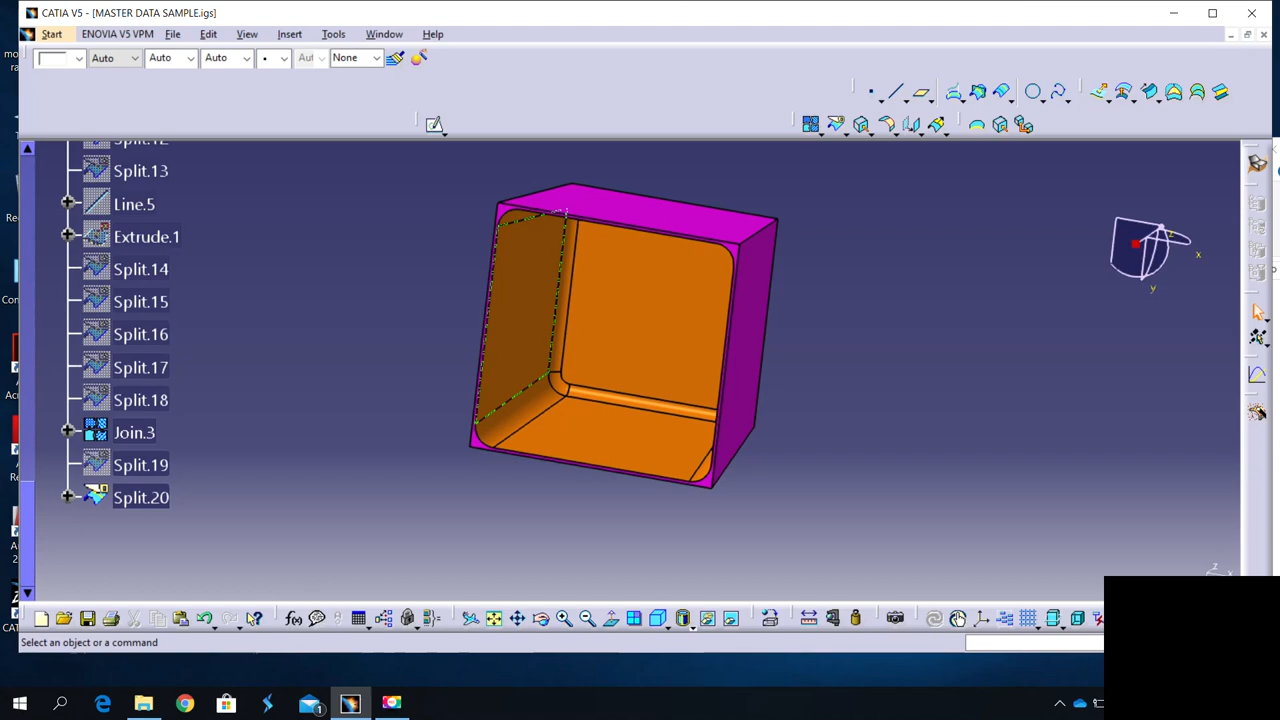 CATIA V5 - [MASTER DATA SAMPLE.igs]
Start ENOVIA V5 VPM File Edit View Insert Tools Window Help
Auto Auto Auto Aut None
Split.13
Line.5
Extrude.1
Split.14
Split.15
Split.16
Split.17
Split.18
Join.3
Split.19
Split.20
z
x
y
z
Select an object or a command
1